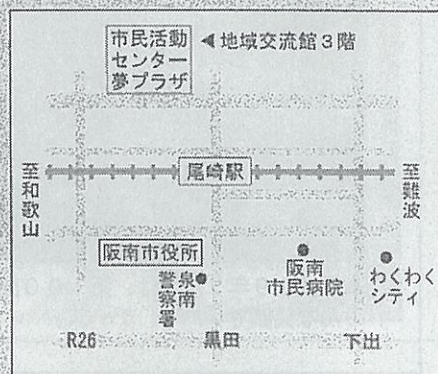 市民活動
センター
夢プラザ
◀地域交流館3階
至和歌山
尾崎駅
至難波
阪南市役所
泉南
警察署
阪南
市民病院
わくわく
シティ
R26
黒田
下出